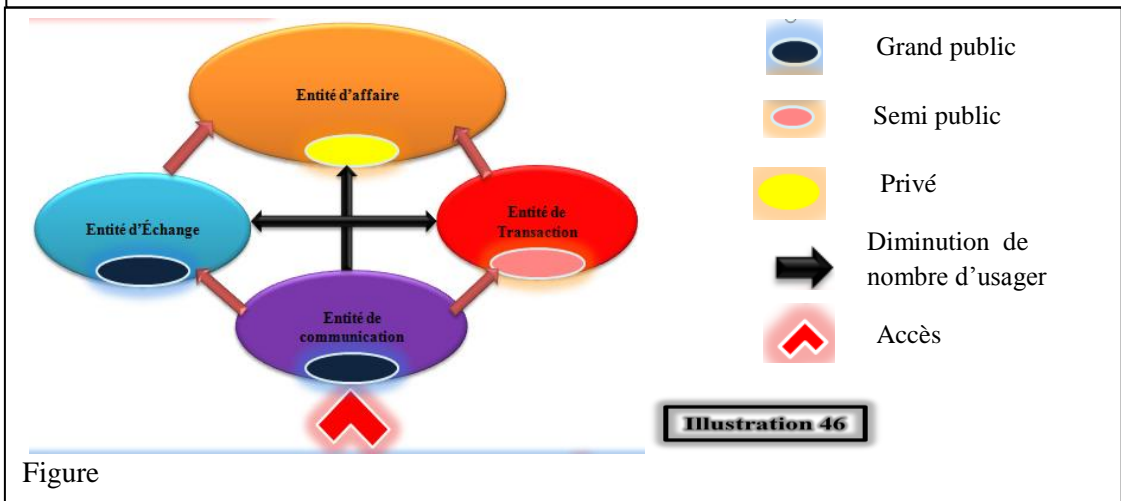 Entité d'affaire
Entité d'Échange
Entité de
Transaction
Entité de
communication
Grand public
Semi public
Privé
Diminution de
nombre d'usager
Accès
Illustration 46
Figure